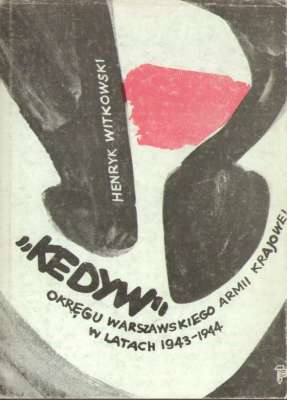 HENRYK WITKOWSKI
„KEDYW”
OKRĘGU WARSZAWSKIEGO ARMII KRAJOWEJ
W LATACH 1943-1944